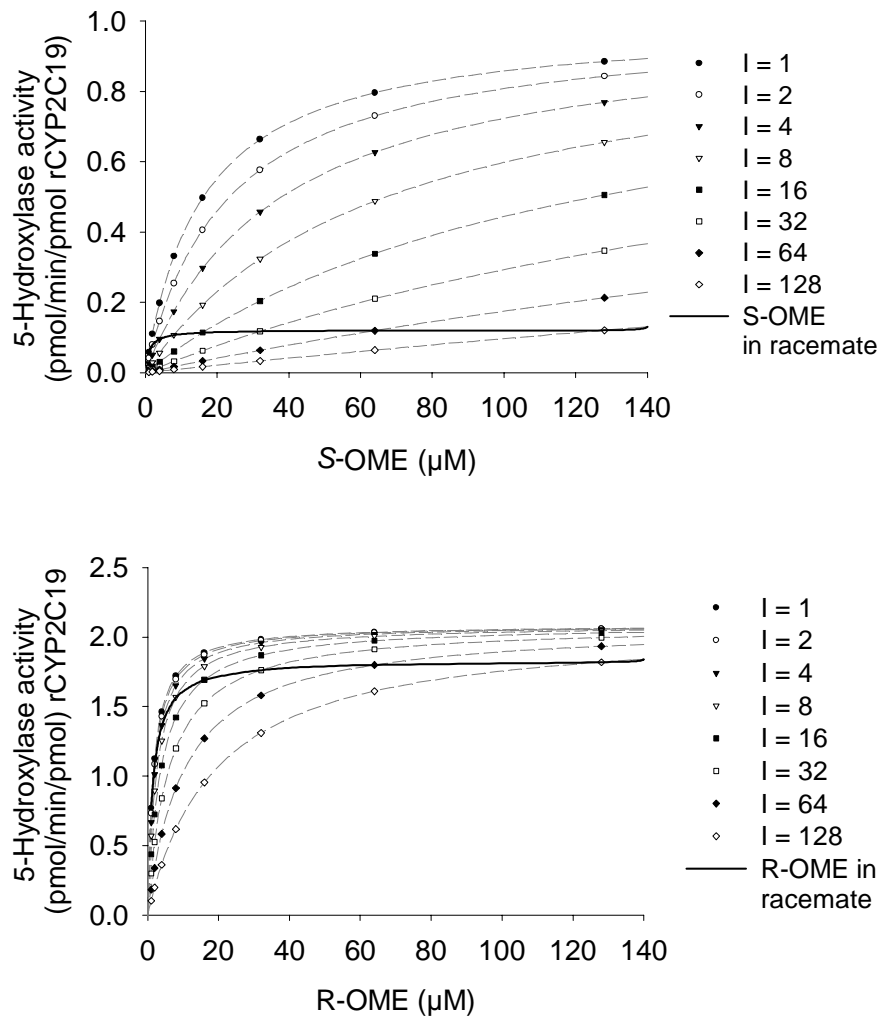 5-Hydroxylase activity
(pmol/min/pmol rCYP2C19)
1.0
0.8
0.6
0.4
0.2
0.0
0 20 40 60 80 100 120 140
S-OME (µM)
I = 1
I = 2
I = 4
I = 8
I = 16
I = 32
I = 64
I = 128
S-OME
in racemate
5-Hydroxylase activity
(pmol/min/pmol) rCYP2C19
2.5
2.0
1.5
1.0
0.5
0.0
0 20 40 60 80 100 120 140
R-OME (µM)
I = 1
I = 2
I = 4
I = 8
I = 16
I = 32
I = 64
I = 128
R-OME in
racemate